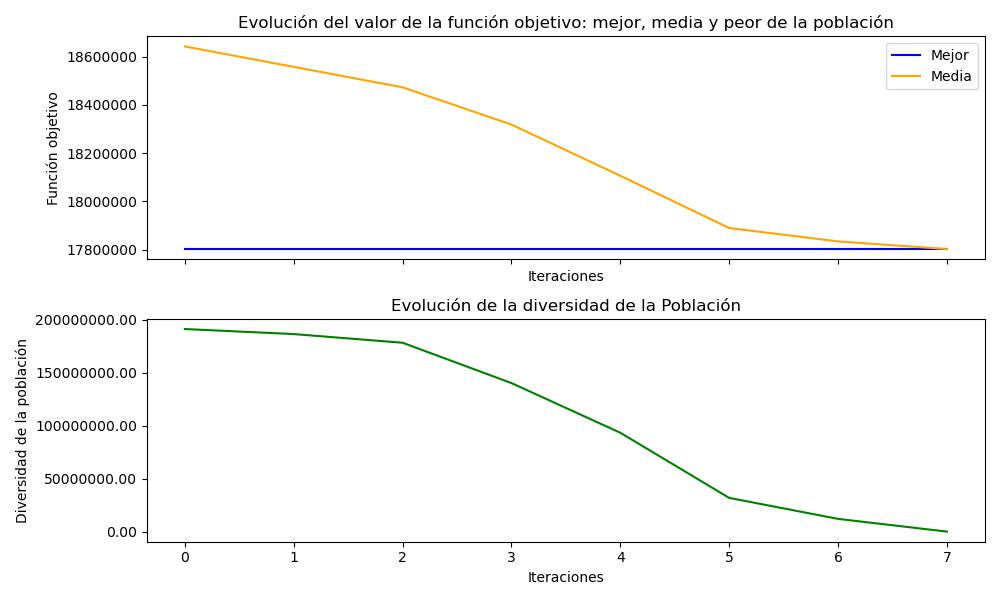 Evolución del valor de la función objetivo: mejor, media y peor de la población
Función objetivo
18600000
18400000
18200000
18000000
17800000
Mejor
Media
Iteraciones
Evolución de la diversidad de la Población
Diversidad de la población
200000000.00
150000000.00
100000000.00
50000000.00
0.00
0 1 2 3 4 5 6 7
Iteraciones